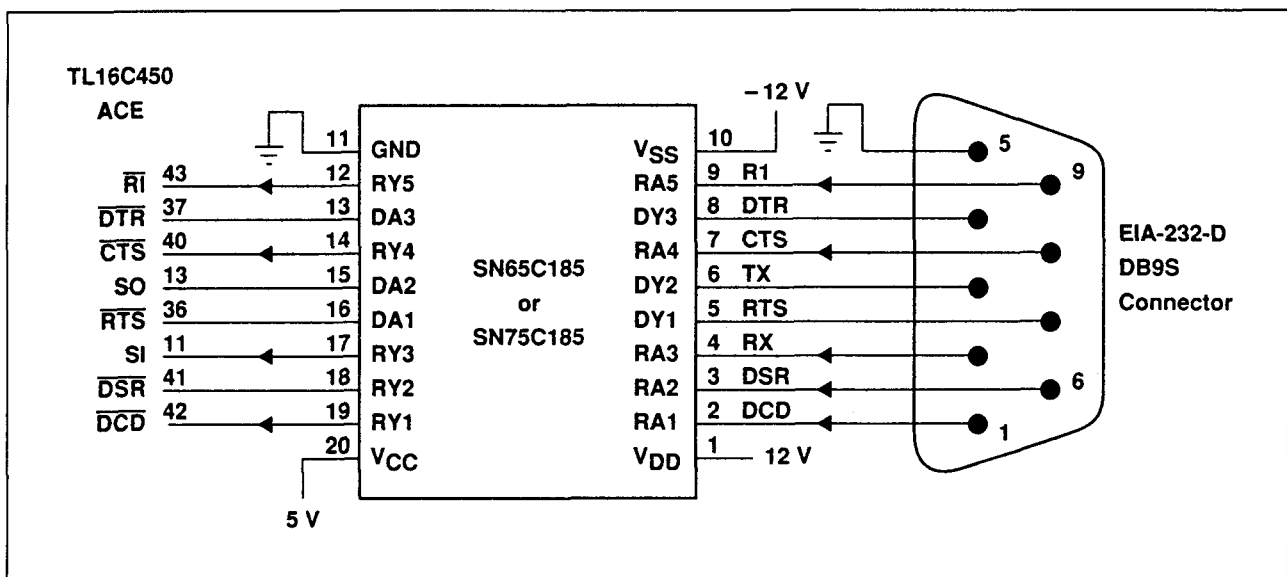 TL16C450
ACE
RI 43
DTR 37
CTS 40
SO 13
RTS 36
SI 11
DSR 41
DCD 42
5 V
11 GND
12 RY5
13 DA3
14 RY4
15 DA2
16 DA1
17 RY3
18 RY2
19 RY1
20 VCC
SN65C185
or
SN75C185
VSS 10
RA5 9 R1
DY3 8 DTR
RA4 7 CTS
DY2 6 TX
DY1 5 RTS
RA3 4 RX
RA2 3 DSR
RA1 2 DCD
VDD 1 12 V
– 12 V
5
9
6
1
EIA-232-D
DB9S
Connector